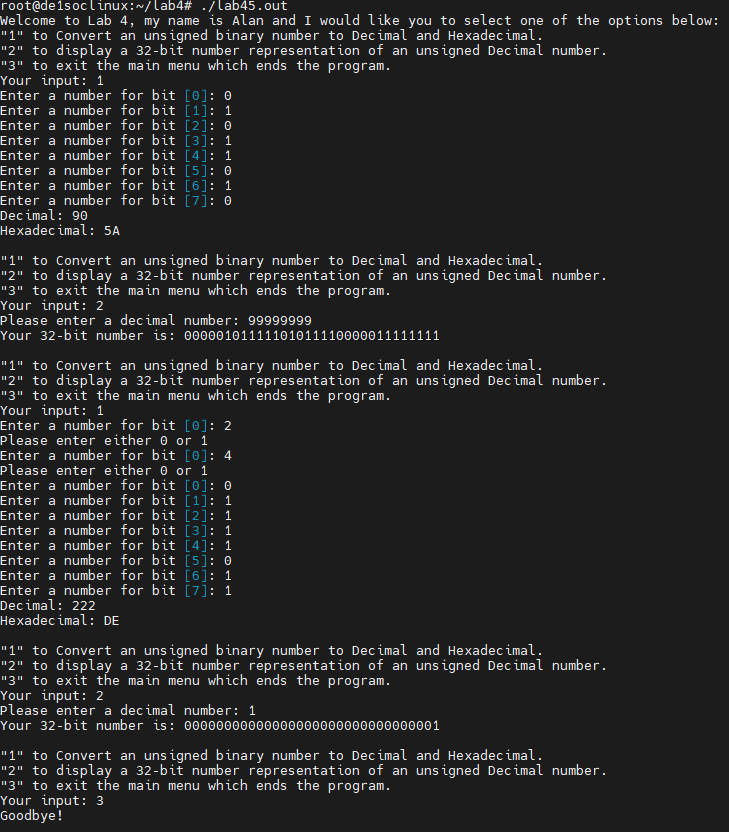 root@de1soclinux:~/lab4# ./lab45.out
Welcome to Lab 4, my name is Alan and I would like you to select one of the options below:
"1" to Convert an unsigned binary number to Decimal and Hexadecimal.
"2" to display a 32-bit number representation of an unsigned Decimal number.
"3" to exit the main menu which ends the program.
Your input: 1
Enter a number for bit [0]: 0
Enter a number for bit [1]: 1
Enter a number for bit [2]: 0
Enter a number for bit [3]: 1
Enter a number for bit [4]: 1
Enter a number for bit [5]: 0
Enter a number for bit [6]: 1
Enter a number for bit [7]: 0
Decimal: 90
Hexadecimal: 5A
"1" to Convert an unsigned binary number to Decimal and Hexadecimal.
"2" to display a 32-bit number representation of an unsigned Decimal number.
"3" to exit the main menu which ends the program.
Your input: 2
Please enter a decimal number: 99999999
Your 32-bit number is: 00000101111101011110000011111111
"1" to Convert an unsigned binary number to Decimal and Hexadecimal.
"2" to display a 32-bit number representation of an unsigned Decimal number.
"3" to exit the main menu which ends the program.
Your input: 1
Enter a number for bit [0]: 2
Please enter either 0 or 1
Enter a number for bit [0]: 4
Please enter either 0 or 1
Enter a number for bit [0]: 0
Enter a number for bit [1]: 1
Enter a number for bit [2]: 1
Enter a number for bit [3]: 1
Enter a number for bit [4]: 1
Enter a number for bit [5]: 0
Enter a number for bit [6]: 1
Enter a number for bit [7]: 1
Decimal: 222
Hexadecimal: DE
"1" to Convert an unsigned binary number to Decimal and Hexadecimal.
"2" to display a 32-bit number representation of an unsigned Decimal number.
"3" to exit the main menu which ends the program.
Your input: 2
Please enter a decimal number: 1
Your 32-bit number is: 00000000000000000000000000000001
"1" to Convert an unsigned binary number to Decimal and Hexadecimal.
"2" to display a 32-bit number representation of an unsigned Decimal number.
"3" to exit the main menu which ends the program.
Your input: 3
Goodbye!